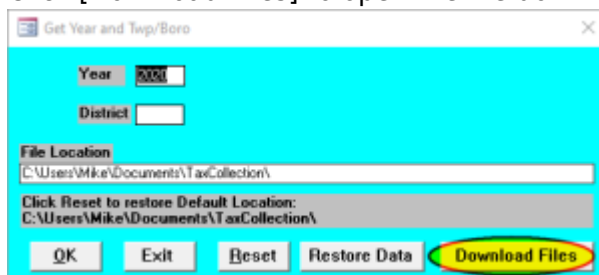 Get Year and Twp/Boro
Year 2020
District
File Location
C:\Users\Mike\Documents\TaxCollection\
Click Reset to restore Default Location:
C:\Users\Mike\Documents\TaxCollection\
OK Exit Reset Restore Data Download Files